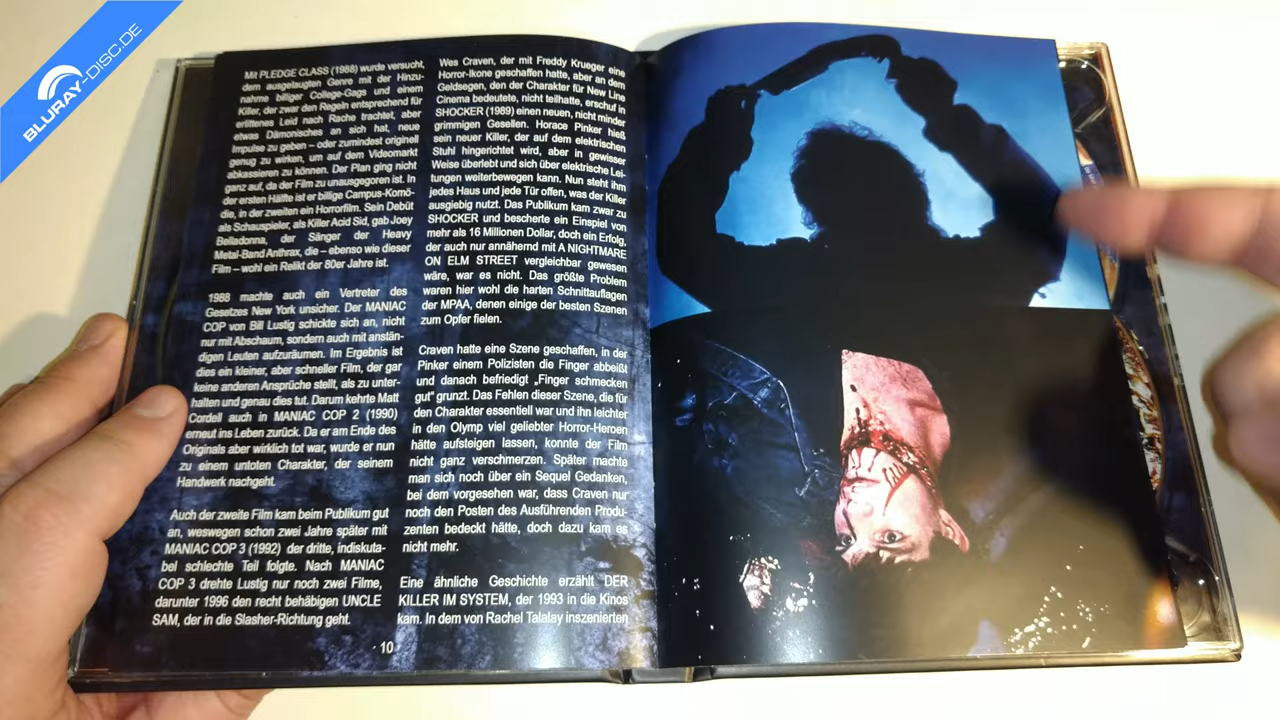 BLURAY-DISC.DE
Mit PLEDGE CLASS (1988) wurde versucht,
dem ausgelaugten Genre mit der Hinzu-
nahme billiger College-Gags und einem
Killer, der zwar den Regeln entsprechend für
erlittenes Leid nach Rache trachtet, aber
etwas Dämonisches an sich hat, neue
Impulse zu geben – oder zumindest originell
genug zu wirken, um auf dem Videomarkt
abkassieren zu können. Der Plan ging nicht
ganz auf, da der Film zu unausgegoren ist. In
der ersten Hälfte ist er billige Campus-Komö-
die, in der zweiten ein Horrorfilm. Sein Debüt
als Schauspieler, als Killer Acid Sid, gab Joey
Belladonna, der Sänger der Heavy
Metal-Band Anthrax, die – ebenso wie dieser
Film – wohl ein Relikt der 80er Jahre ist.
1988 machte auch ein Vertreter des
Gesetzes New York unsicher. Der MANIAC
COP von Bill Lustig schickte sich an, nicht
nur mit Abschaum, sondern auch mit anstän-
digen Leuten aufzuräumen. Im Ergebnis ist
dies ein kleiner, aber schneller Film, der gar
keine anderen Ansprüche stellt, als zu unter-
halten und genau dies tut. Darum kehrte Matt
Cordell auch in MANIAC COP 2 (1990)
erneut ins Leben zurück. Da er am Ende des
Originals aber wirklich tot war, wurde er nun
zu einem untoten Charakter, der seinem
Handwerk nachgeht.
Auch der zweite Film kam beim Publikum gut
an, weswegen schon zwei Jahre später mit
MANIAC COP 3 (1992) der dritte, indiskuta-
bel schlechte Teil folgte. Nach MANIAC
COP 3 drehte Lustig nur noch zwei Filme,
darunter 1996 den recht behäbigen UNCLE
SAM, der in die Slasher-Richtung geht.
Wes Craven, der mit Freddy Krueger eine
Horror-Ikone geschaffen hatte, aber an dem
Geldsegen, den der Charakter für New Line
Cinema bedeutete, nicht teilhatte, erschuf in
SHOCKER (1989) einen neuen, nicht minder
grimmigen Gesellen. Horace Pinker hieß
sein neuer Killer, der auf dem elektrischen
Stuhl hingerichtet wird, aber in gewisser
Weise überlebt und sich über elektrische Lei-
tungen weiterbewegen kann. Nun steht ihm
jedes Haus und jede Tür offen, was der Killer
ausgiebig nutzt. Das Publikum kam zwar zu
SHOCKER und bescherte ein Einspiel von
mehr als 16 Millionen Dollar, doch ein Erfolg,
der auch nur annähernd mit A NIGHTMARE
ON ELM STREET vergleichbar gewesen
wäre, war es nicht. Das größte Problem
waren hier wohl die harten Schnittauflagen
der MPAA, denen einige der besten Szenen
zum Opfer fielen.
Craven hatte eine Szene geschaffen, in der
Pinker einem Polizisten die Finger abbeißt
und danach befriedigt „Finger schmecken
gut“ grunzt. Das Fehlen dieser Szene, die für
den Charakter essentiell war und ihn leichter
in den Olymp viel geliebter Horror-Heroen
hätte aufsteigen lassen, konnte der Film
nicht ganz verschmerzen. Später machte
man sich noch über ein Sequel Gedanken,
bei dem vorgesehen war, dass Craven nur
noch den Posten des Ausführenden Produ-
zenten bedeckt hätte, doch dazu kam es
nicht mehr.
Eine ähnliche Geschichte erzählt DER
KILLER IM SYSTEM, der 1993 in die Kinos
kam. In dem von Rachel Talalay inszenierten
10